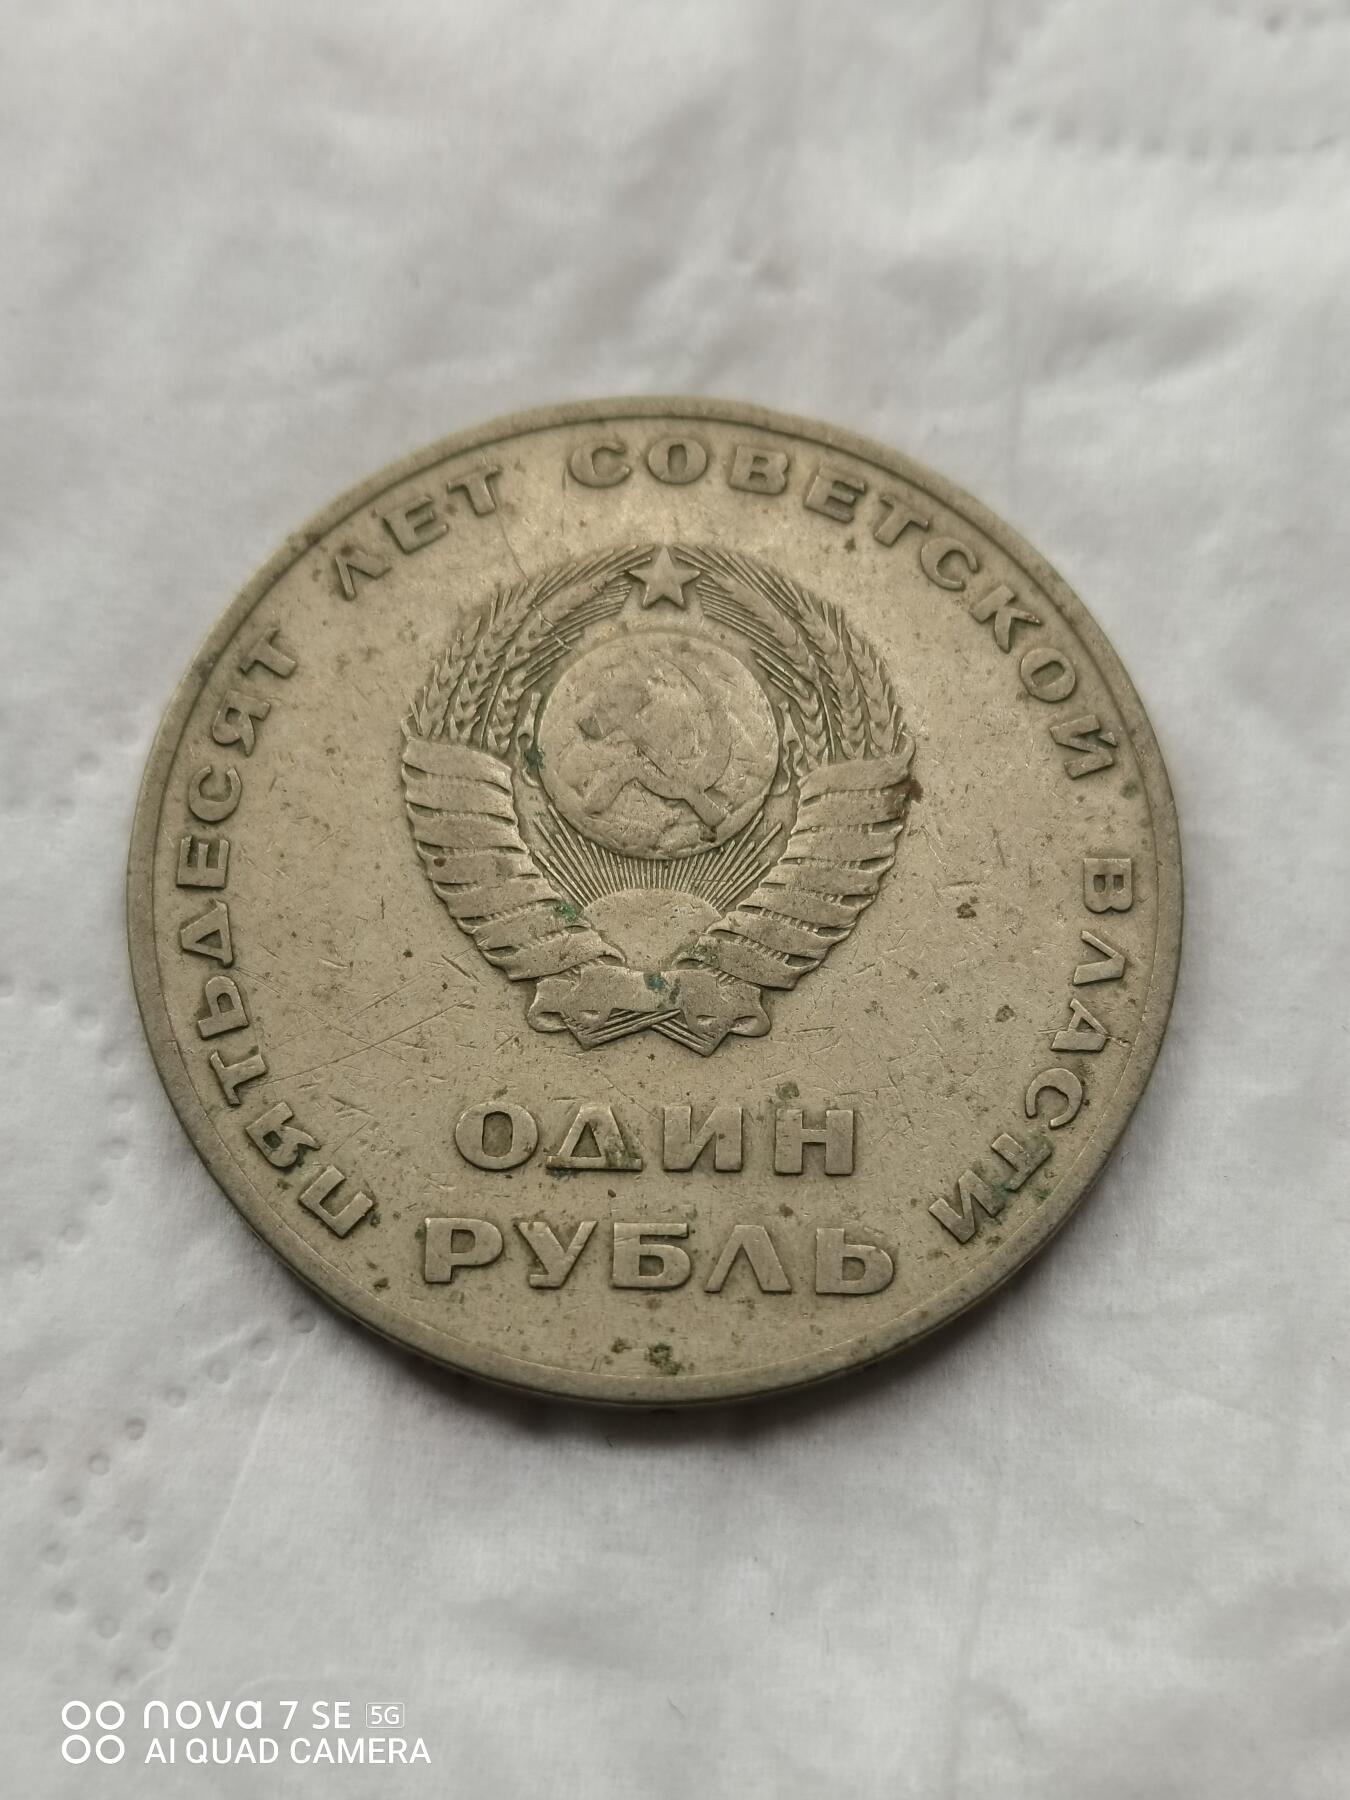 ПЯТЬДЕСЯТ ЛЕТ СОВЕТСКОЙ ВЛАСТИ
ОДИН
РУБЛЬ
nova 7 SE 5G
AI QUAD CAMERA